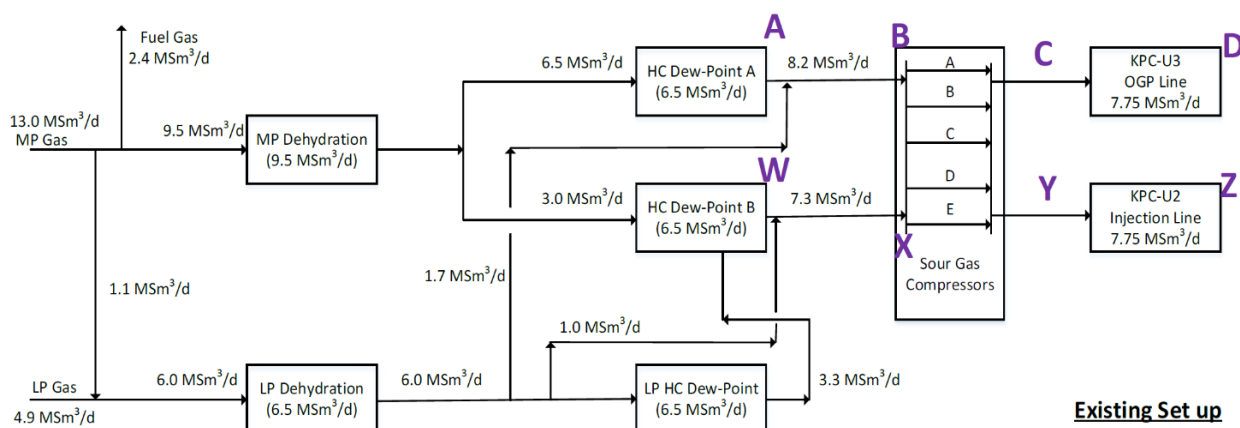 A
B
C
D
Fuel Gas
2.4 MSm³/d
6.5 MSm³/d
HC Dew-Point A
(6.5 MSm³/d)
8.2 MSm³/d
A
B
C
D
E
Sour Gas
Compressors
KPC-U3
OGP Line
7.75 MSm³/d
13.0 MSm³/d
MP Gas
9.5 MSm³/d
MP Dehydration
(9.5 MSm³/d)
W
3.0 MSm³/d
HC Dew-Point B
(6.5 MSm³/d)
7.3 MSm³/d
X
Y
Z
KPC-U2
Injection Line
7.75 MSm³/d
1.1 MSm³/d
1.7 MSm³/d
1.0 MSm³/d
LP Gas
4.9 MSm³/d
6.0 MSm³/d
LP Dehydration
(6.5 MSm³/d)
6.0 MSm³/d
LP HC Dew-Point
(6.5 MSm³/d)
3.3 MSm³/d
Existing Set up